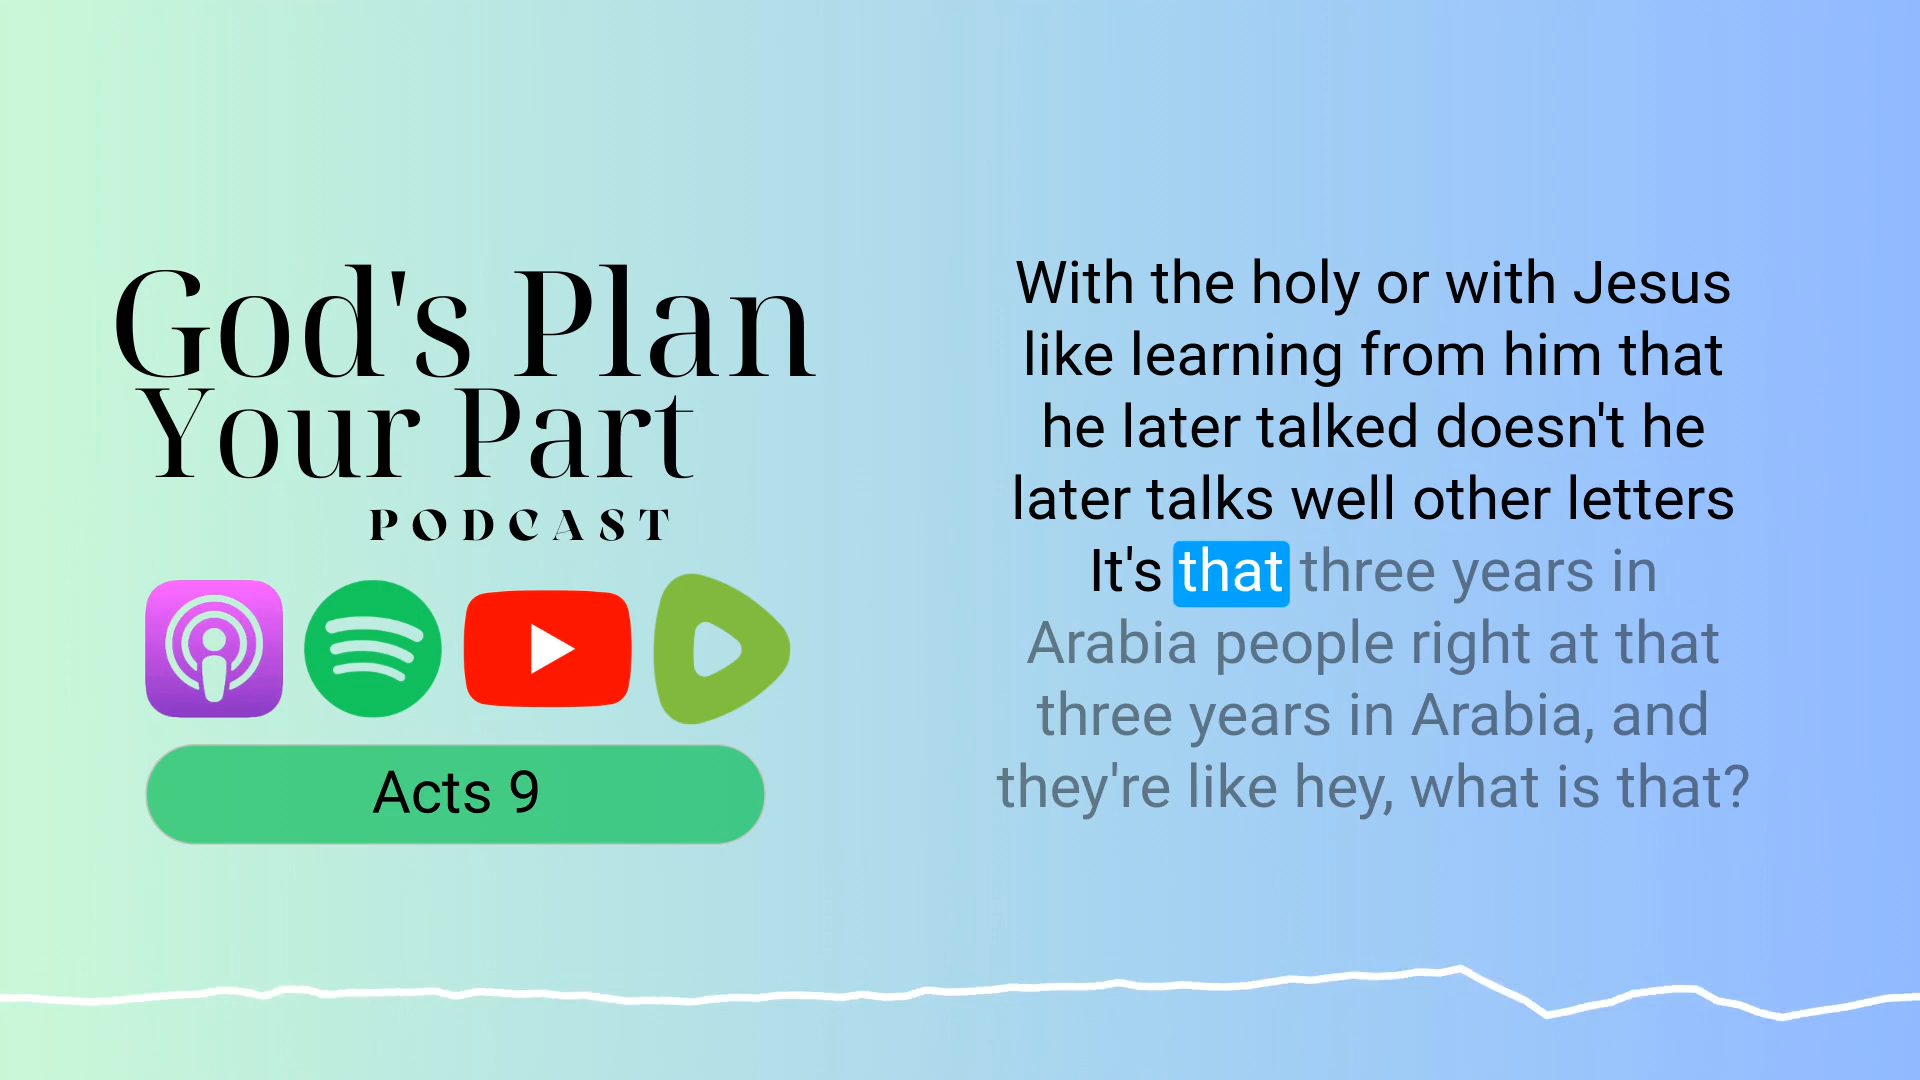 God's Plan
Your Part
PODCAST
Acts 9
With the holy or with Jesus
like learning from him that
he later talked doesn't he
later talks well other letters
It's that three years in
Arabia people right at that
three years in Arabia, and
they're like hey, what is that?